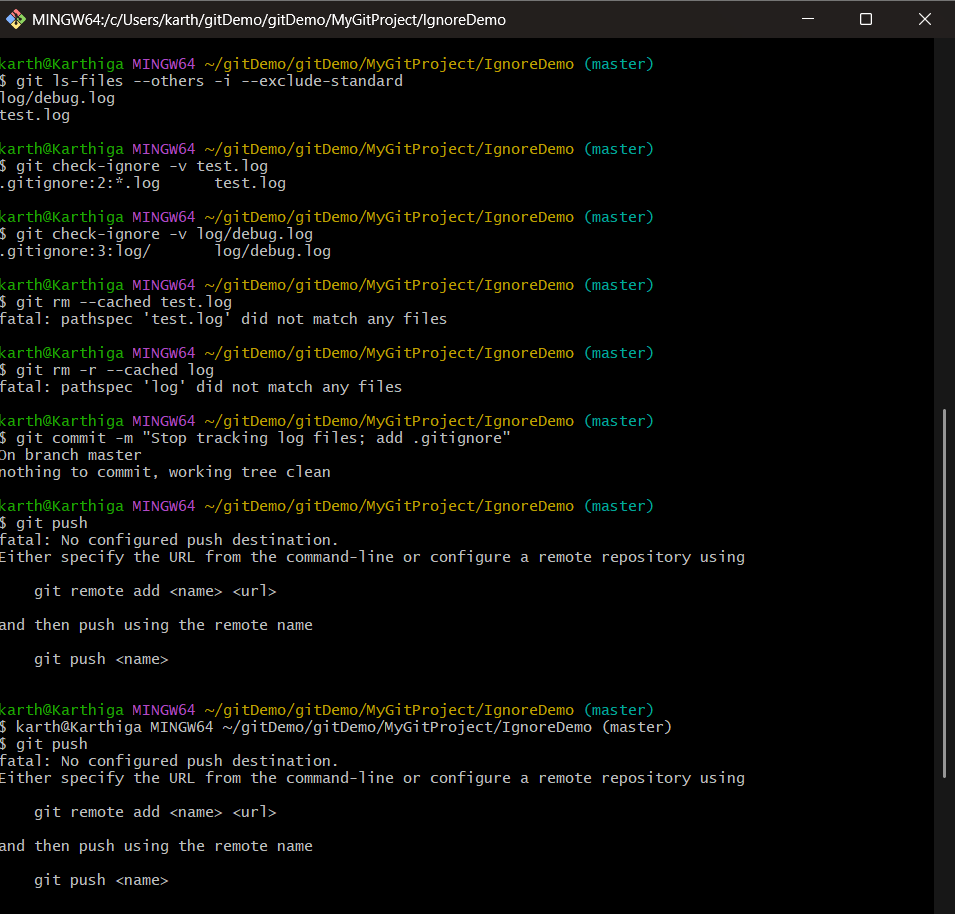 MINGW64:/c/Users/karth/gitDemo/gitDemo/MyGitProject/IgnoreDemo
karth@Karthiga MINGW64 ~/gitDemo/gitDemo/MyGitProject/IgnoreDemo (master)
$ git ls-files --others -i --exclude-standard
log/debug.log
test.log
karth@Karthiga MINGW64 ~/gitDemo/gitDemo/MyGitProject/IgnoreDemo (master)
$ git check-ignore -v test.log
.gitignore:2:*.log      test.log
karth@Karthiga MINGW64 ~/gitDemo/gitDemo/MyGitProject/IgnoreDemo (master)
$ git check-ignore -v log/debug.log
.gitignore:3:log/       log/debug.log
karth@Karthiga MINGW64 ~/gitDemo/gitDemo/MyGitProject/IgnoreDemo (master)
$ git rm --cached test.log
fatal: pathspec 'test.log' did not match any files
karth@Karthiga MINGW64 ~/gitDemo/gitDemo/MyGitProject/IgnoreDemo (master)
$ git rm -r --cached log
fatal: pathspec 'log' did not match any files
karth@Karthiga MINGW64 ~/gitDemo/gitDemo/MyGitProject/IgnoreDemo (master)
$ git commit -m "Stop tracking log files; add .gitignore"
On branch master
nothing to commit, working tree clean
karth@Karthiga MINGW64 ~/gitDemo/gitDemo/MyGitProject/IgnoreDemo (master)
$ git push
fatal: No configured push destination.
Either specify the URL from the command-line or configure a remote repository using
    git remote add <name> <url>
and then push using the remote name
    git push <name>
karth@Karthiga MINGW64 ~/gitDemo/gitDemo/MyGitProject/IgnoreDemo (master)
$ karth@Karthiga MINGW64 ~/gitDemo/gitDemo/MyGitProject/IgnoreDemo (master)
$ git push
fatal: No configured push destination.
Either specify the URL from the command-line or configure a remote repository using
    git remote add <name> <url>
and then push using the remote name
    git push <name>